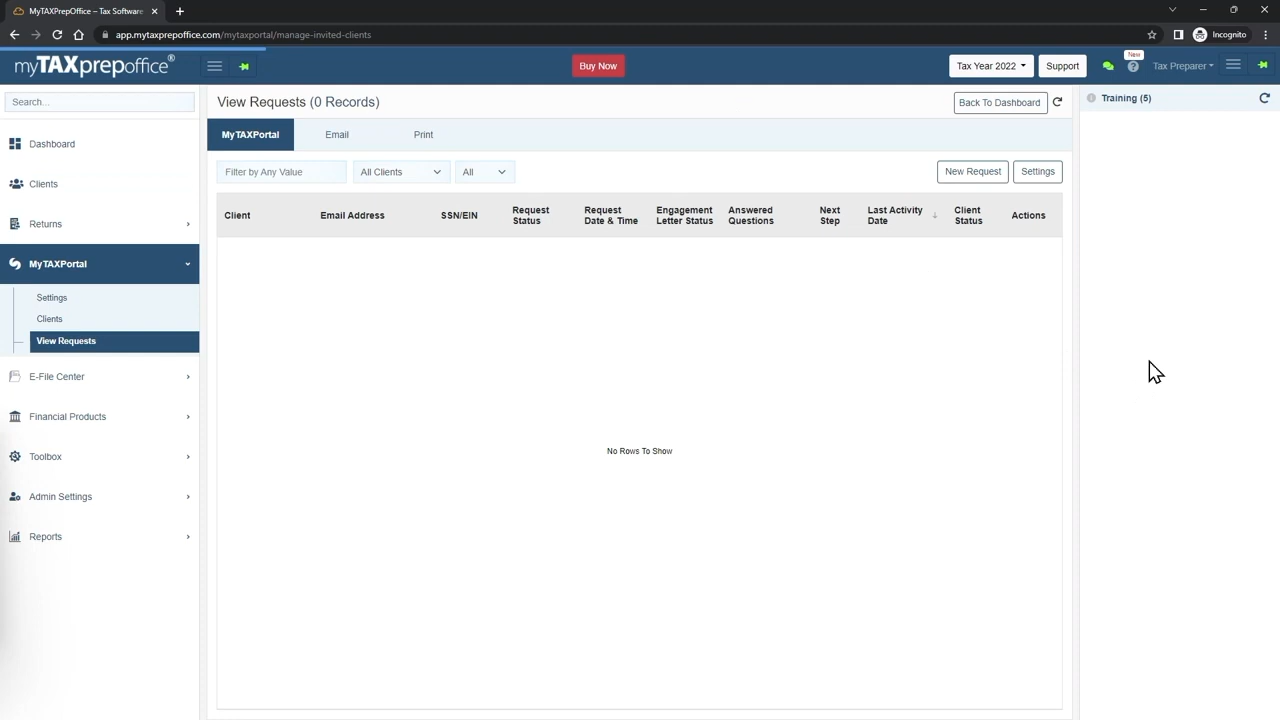 MyTAXPrepOffice – Tax Software
app.mytaxprepoffice.com/mytaxportal/manage-invited-clients
Incognito
myTAXprepoffice®
Buy Now
Tax Year 2022
Support
New
Tax Preparer
Search...
Dashboard
Clients
Returns
MyTAXPortal
Settings
Clients
View Requests
E-File Center
Financial Products
Toolbox
Admin Settings
Reports
View Requests (0 Records)
Back To Dashboard
MyTAXPortal Email Print
Filter by Any Value
All Clients
All
New Request
Settings
Client
Email Address
SSN/EIN
Request
Status
Request
Date & Time
Engagement
Letter Status
Answered
Questions
Next
Step
Last Activity
Date
Client
Status
Actions
No Rows To Show
Training (5)